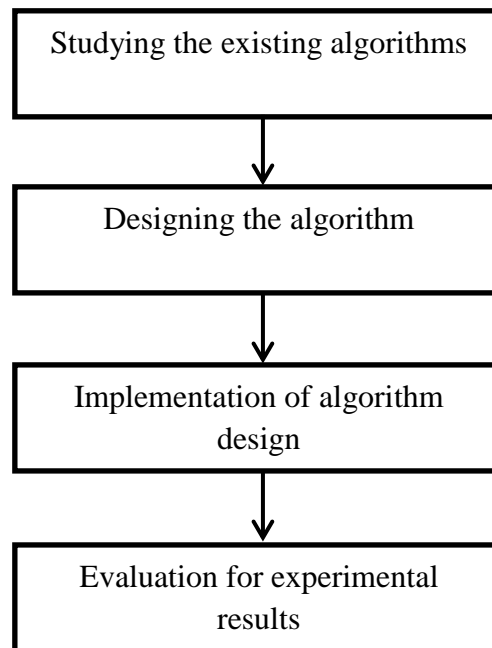 Studying the existing algorithms
Designing the algorithm
Implementation of algorithm
design
Evaluation for experimental
results